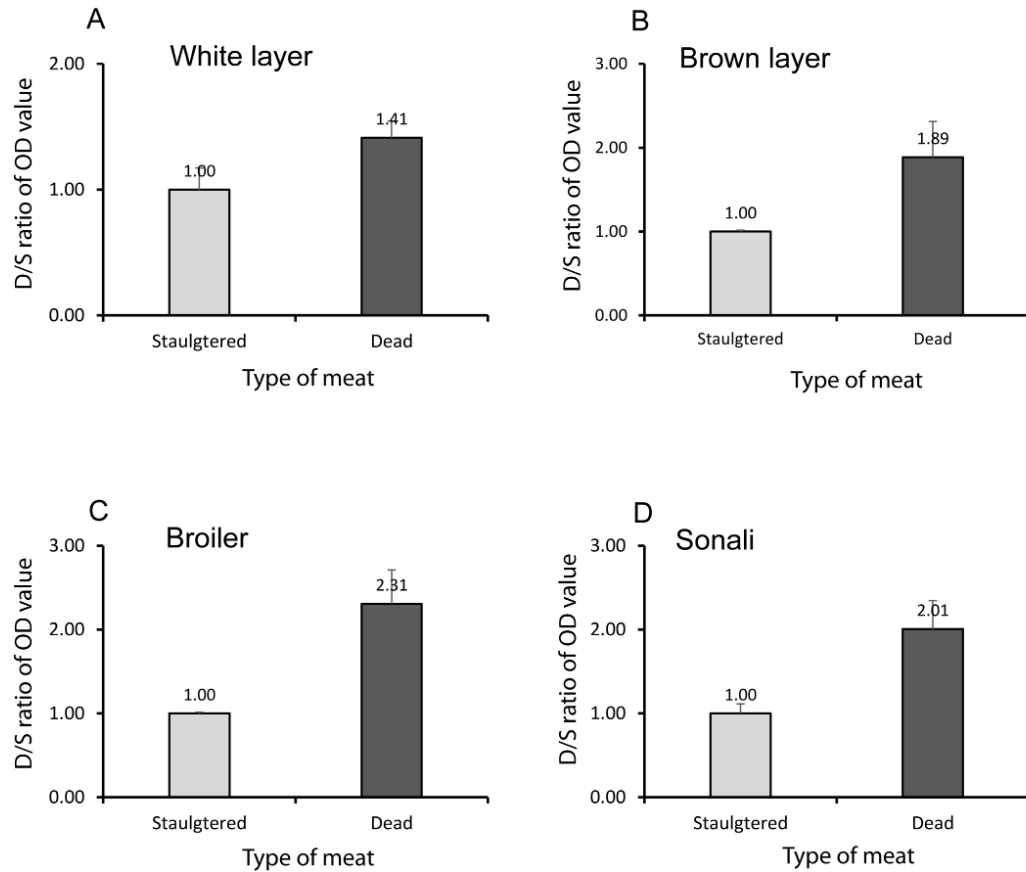 A
White layer
D/S ratio of OD value
2.00
1.00
0.00
1.00
1.41
Staulgtered
Dead
Type of meat
B
Brown layer
D/S ratio of OD value
3.00
2.00
1.00
0.00
1.00
1.89
Staulgtered
Dead
Type of meat
C
Broiler
D/S ratio of OD value
3.00
2.00
1.00
0.00
1.00
2.31
Staulgtered
Dead
Type of meat
D
Sonali
D/S ratio of OD value
3.00
2.00
1.00
0.00
1.00
2.01
Staulgtered
Dead
Type of meat